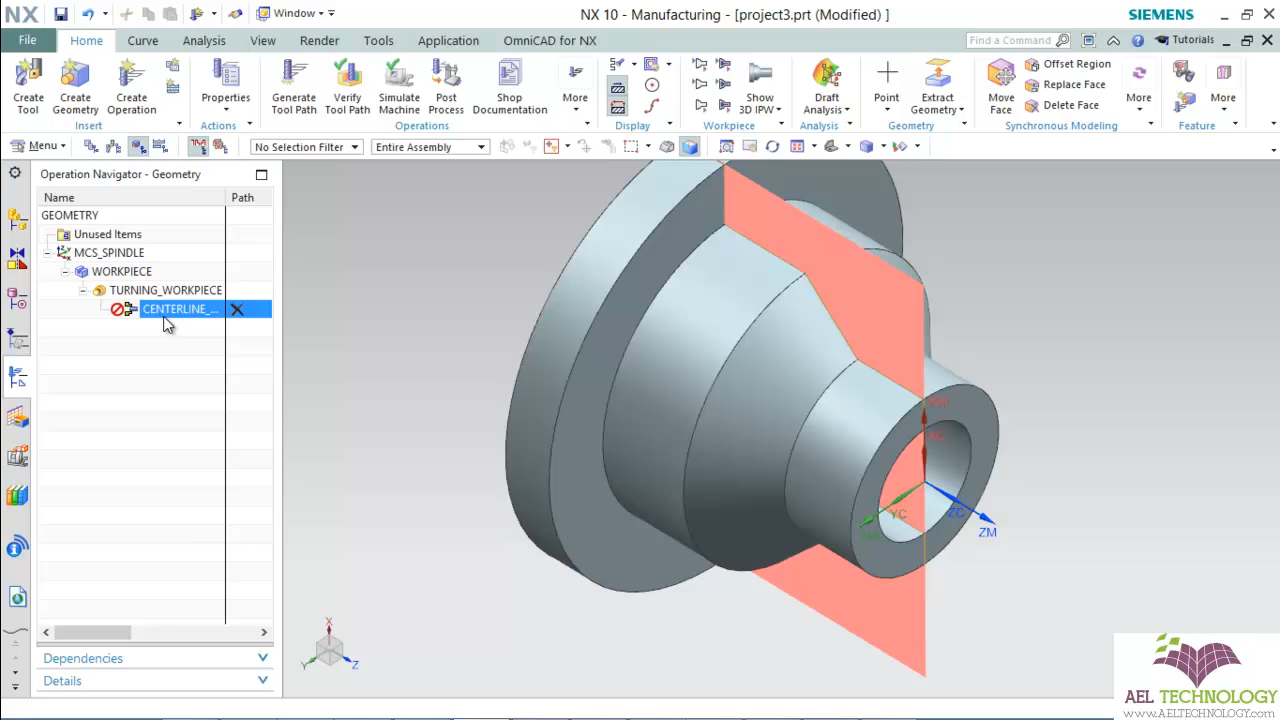 NX
Window
NX 10 - Manufacturing - [project3.prt (Modified) ]
SIEMENS
File
Home
Curve
Analysis
View
Render
Tools
Application
OmniCAD for NX
Find a Command
Tutorials
Create Tool
Create Geometry
Create Operation
Properties
Generate Tool Path
Verify Tool Path
Simulate Machine
Post Process
Shop Documentation
More
Show 3D IPW
Draft Analysis
Point
Extract Geometry
Move Face
Offset Region
Replace Face
Delete Face
More
More
Insert
Actions
Operations
Display
Workpiece
Analysis
Geometry
Synchronous Modeling
Feature
Menu
No Selection Filter
Entire Assembly
Operation Navigator - Geometry
Name
Path
GEOMETRY
Unused Items
MCS_SPINDLE
WORKPIECE
TURNING_WORKPIECE
CENTERLINE_...
XC
YC
ZC
ZM
X
Y
Z
Dependencies
Details
AEL TECHNOLOGY
www.AELTECHNOLOGY.com